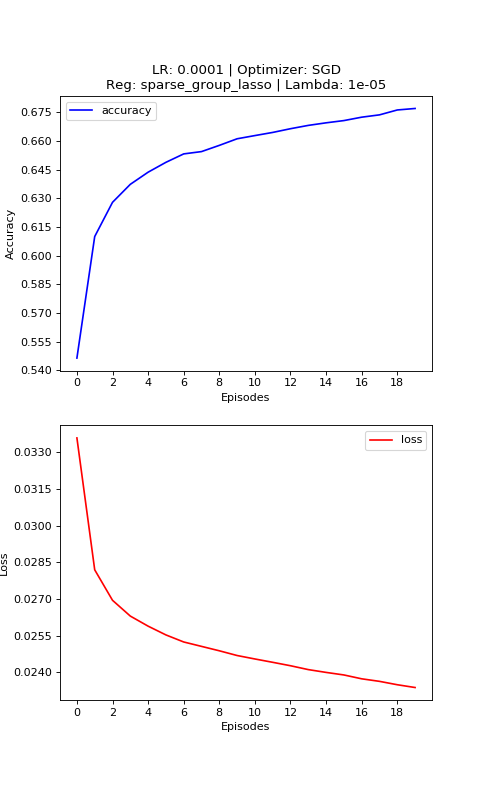 LR: 0.0001 | Optimizer: SGD
Reg: sparse_group_lasso | Lambda: 1e-05
accuracy
0.675
0.660
0.645
0.630
0.615
0.600
0.585
0.570
0.555
0.540
Accuracy
0 2 4 6 8 10 12 14 16 18
Episodes
loss
0.0330
0.0315
0.0300
0.0285
0.0270
0.0255
0.0240
Loss
0 2 4 6 8 10 12 14 16 18
Episodes